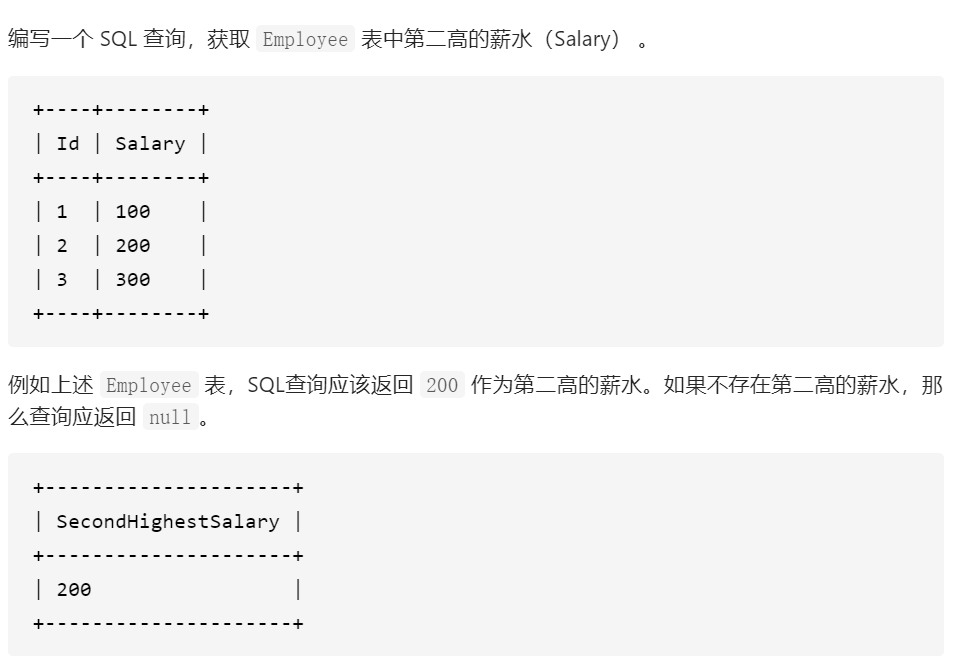 编写一个 SQL 查询，获取 Employee 表中第二高的薪水（Salary） 。
+----+--------+
| Id | Salary |
+----+--------+
| 1  | 100    |
| 2  | 200    |
| 3  | 300    |
+----+--------+
例如上述 Employee 表，SQL查询应该返回 200 作为第二高的薪水。如果不存在第二高的薪水，那
么查询应返回 null。
+---------------------+
| SecondHighestSalary |
+---------------------+
| 200                 |
+---------------------+